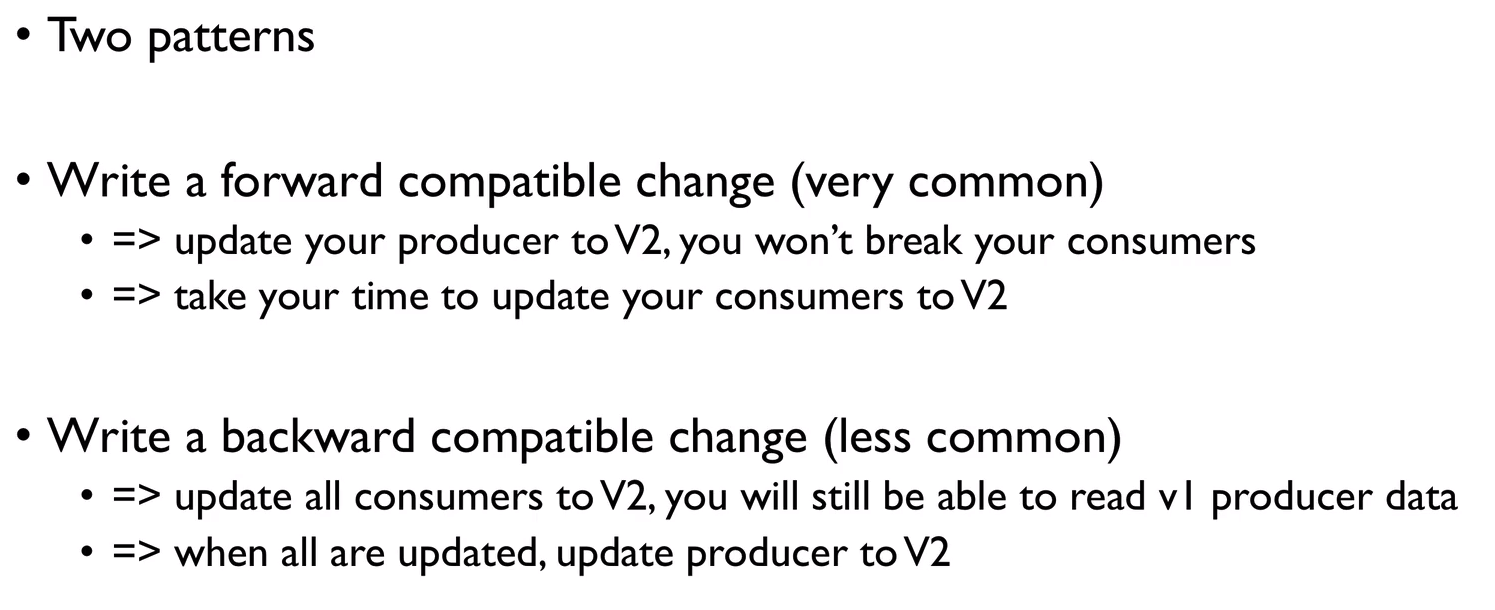 • Two patterns
• Write a forward compatible change (very common)
• => update your producer to V2, you won’t break your consumers
• => take your time to update your consumers to V2
• Write a backward compatible change (less common)
• => update all consumers to V2, you will still be able to read v1 producer data
• => when all are updated, update producer to V2